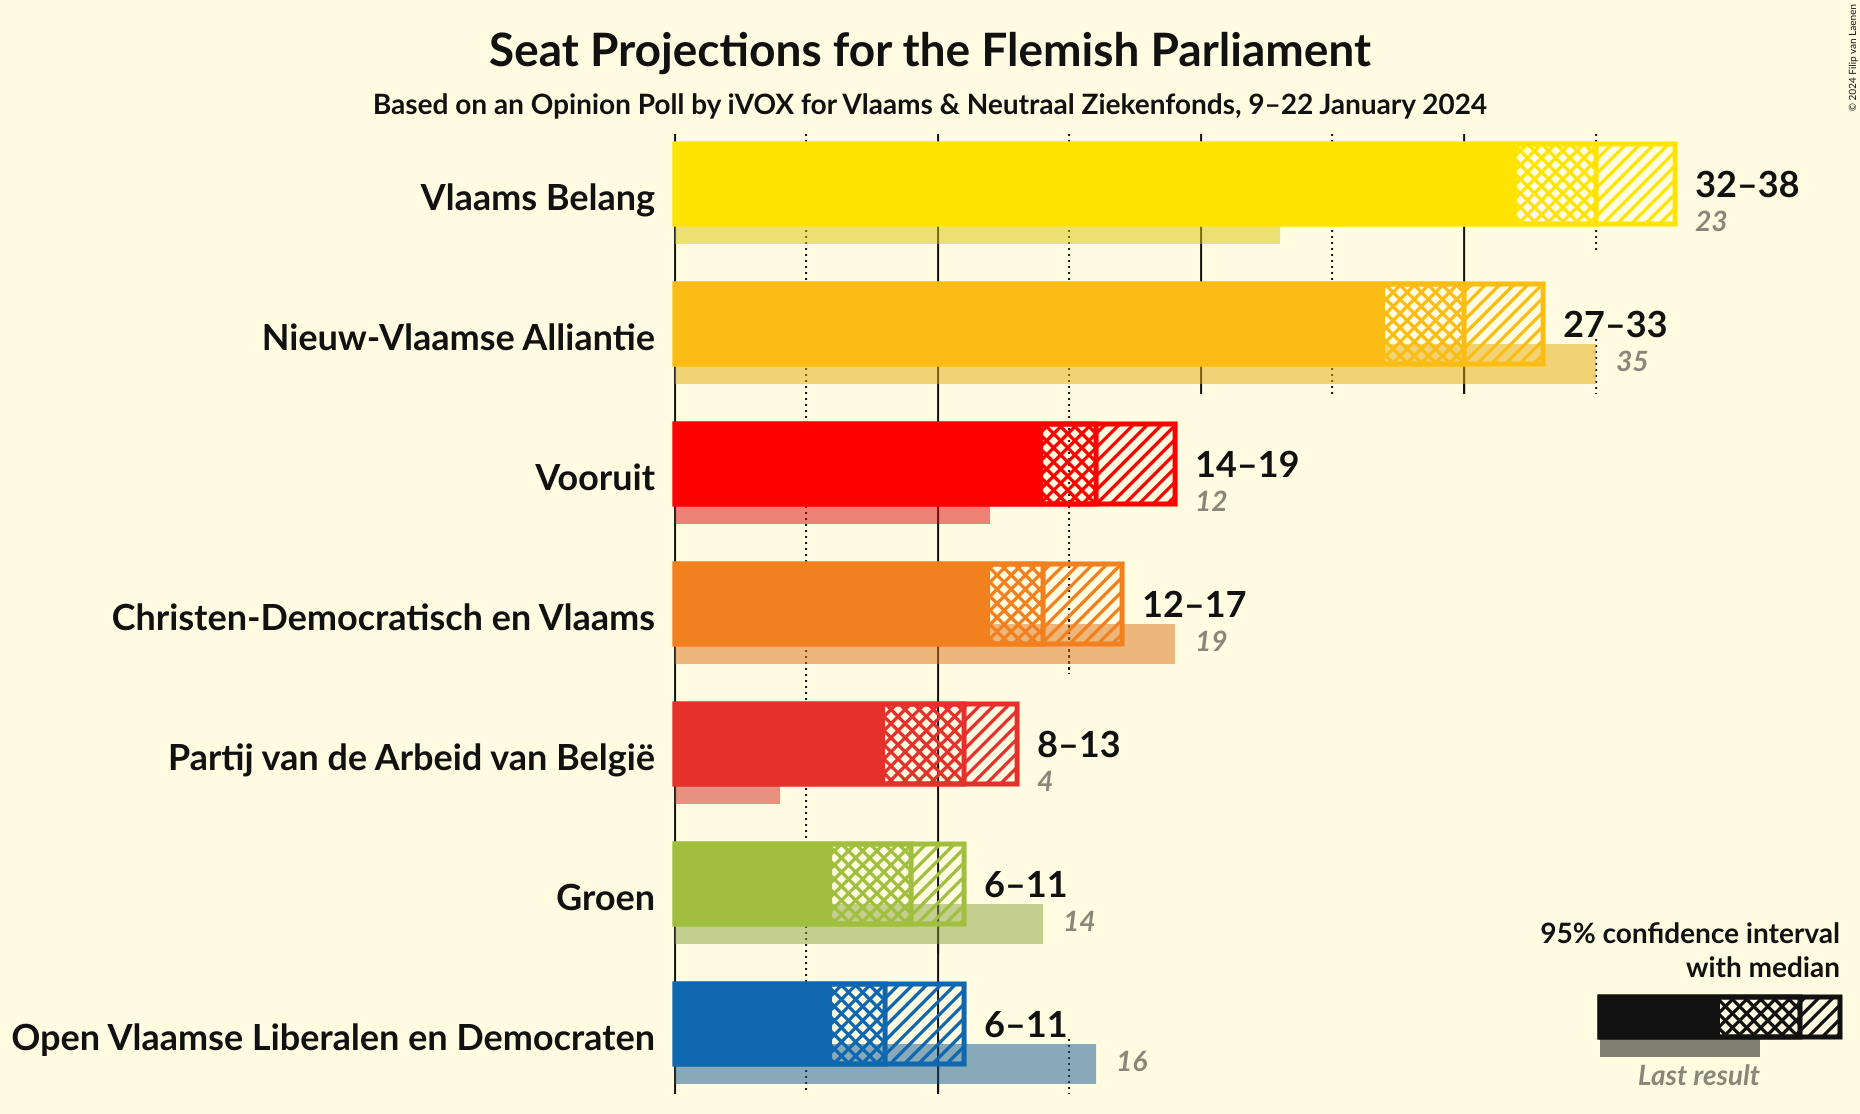 Seat Projections for the Flemish Parliament
Based on an Opinion Poll by iVOX for Vlaams & Neutraal Ziekenfonds, 9–22 January 2024
© 2024 Filip van Laenen
Vlaams Belang
32–38
23
Nieuw-Vlaamse Alliantie
27–33
35
Vooruit
14–19
12
Christen-Democratisch en Vlaams
12–17
19
Partij van de Arbeid van België
8–13
4
Groen
6–11
14
Open Vlaamse Liberalen en Democraten
6–11
16
95% confidence interval
with median
Last result